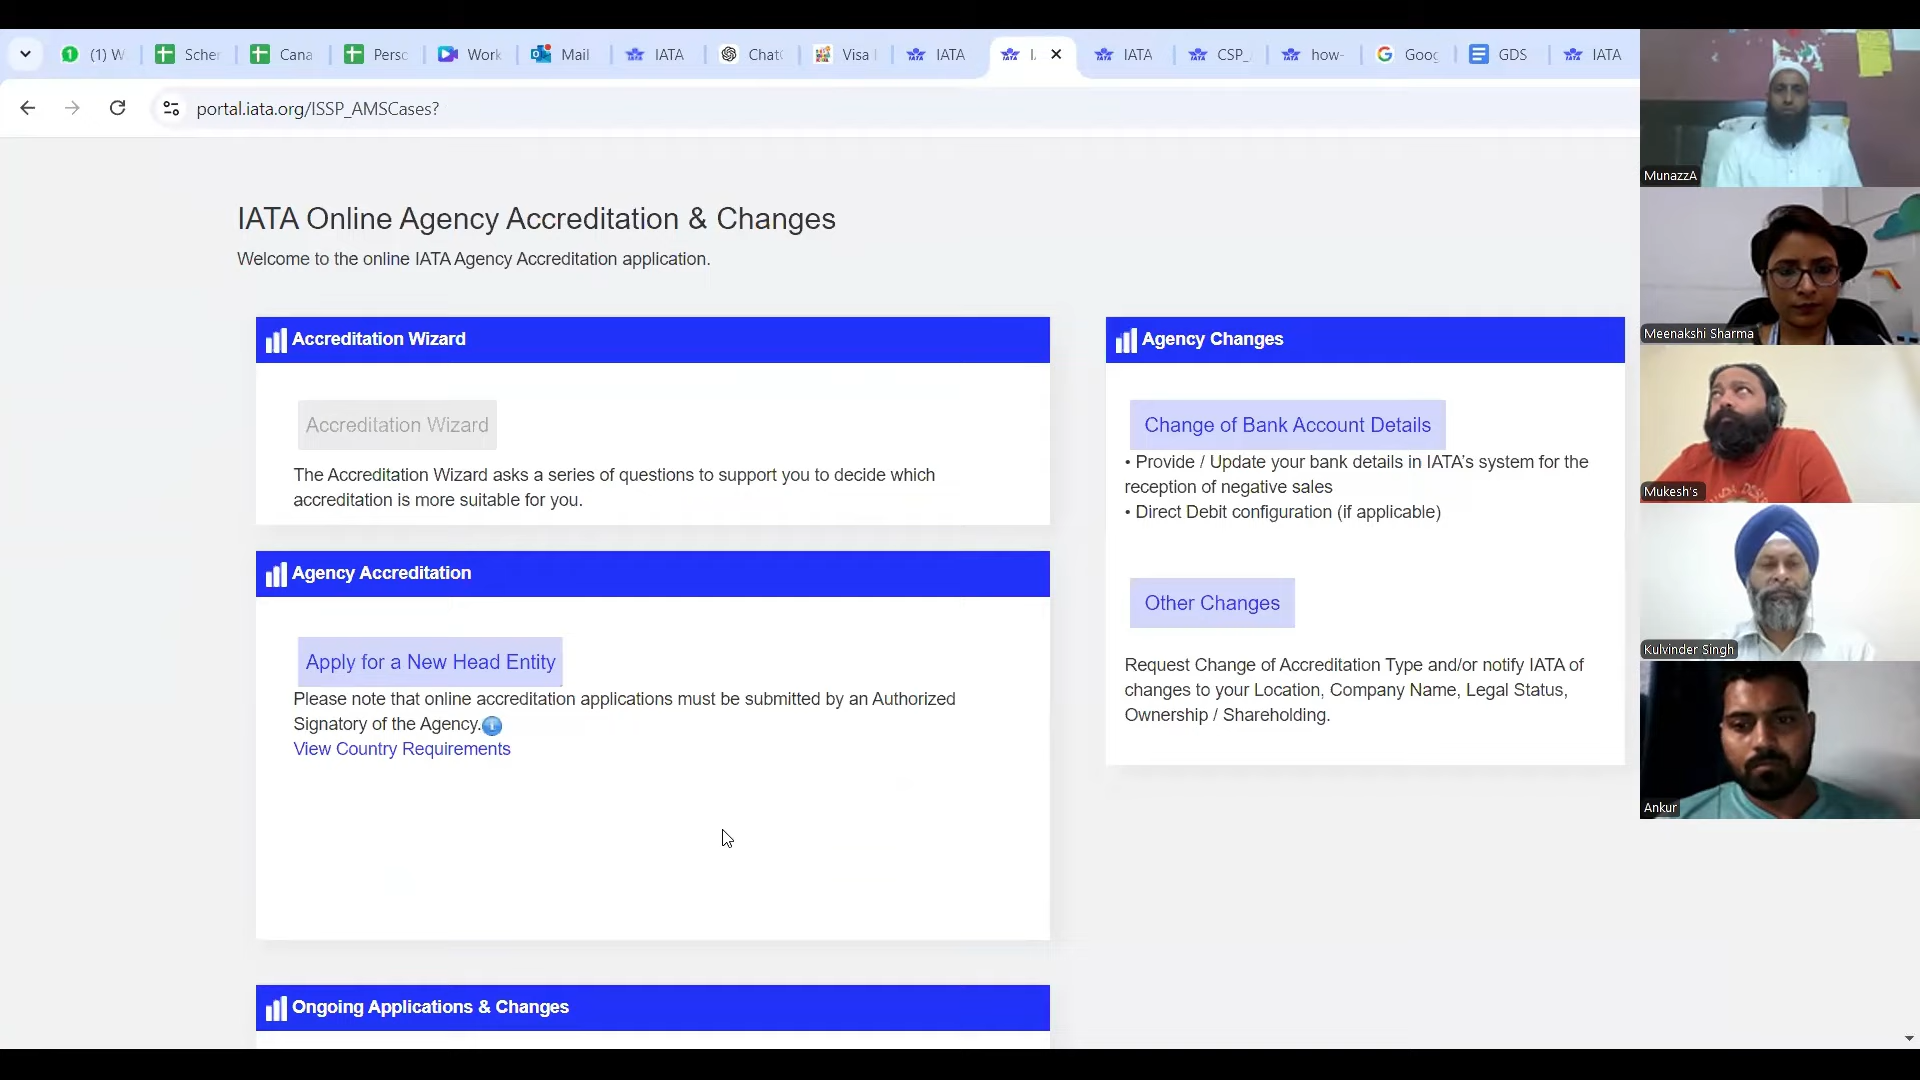 (1) W
Scher
Cana
Perso
Work
Mail
IATA
Chat
Visa
IATA
I
IATA
CSP_
how-
Goog
GDS
IATA
portal.iata.org/ISSP_AMSCases?
IATA Online Agency Accreditation & Changes
Welcome to the online IATA Agency Accreditation application.
Accreditation Wizard
Accreditation Wizard
The Accreditation Wizard asks a series of questions to support you to decide which
accreditation is more suitable for you.
Agency Accreditation
Apply for a New Head Entity
Please note that online accreditation applications must be submitted by an Authorized
Signatory of the Agency.
View Country Requirements
Ongoing Applications & Changes
Agency Changes
Change of Bank Account Details
• Provide / Update your bank details in IATA's system for the
reception of negative sales
• Direct Debit configuration (if applicable)
Other Changes
Request Change of Accreditation Type and/or notify IATA of
changes to your Location, Company Name, Legal Status,
Ownership / Shareholding.
MunazzA
Meenakshi Sharma
Mukesh's
Kulvinder Singh
Ankur